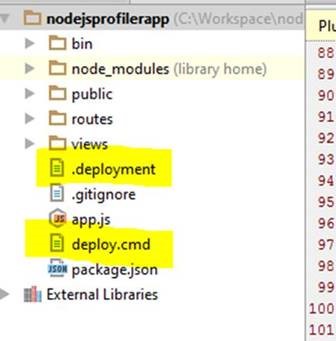 nodejsprofilerapp (C:\Workspace\nod
Plu
bin
node_modules (library home)
public
routes
views
.deployment
.gitignore
app.js
deploy.cmd
package.json
External Libraries
88
89
90
91
92
93
94
95
96
97
98
99
100
101